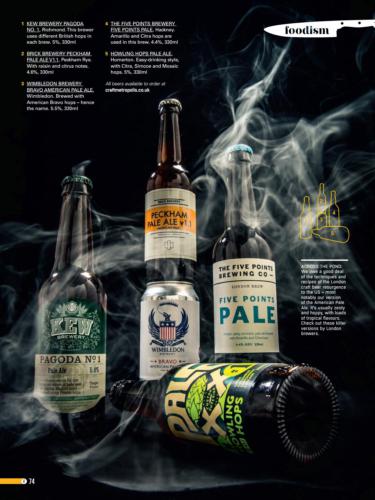 foodism
1 KEW BREWERY PAGODA
NO 1, Richmond. This brewer
uses different British hops in
each brew. 5%, 330ml
2 BRICK BREWERY PECKHAM
PALE ALE V1.1, Peckham Rye.
With raisin and citrus notes.
4.6%, 330ml
3 WIMBLEDON BREWERY
BRAVO AMERICAN PALE ALE,
Wimbledon. Brewed with
American Bravo hops – hence
the name. 5.5%, 330ml
4 THE FIVE POINTS BREWERY
FIVE POINTS PALE, Hackney.
Amarillo and Citra hops are
used in this brew. 4.4%, 330ml
5 HOWLING HOPS PALE ALE,
Homerton. Easy-drinking style,
with Citra, Simcoe and Mosaic
hops. 5%, 330ml
All beers available to order at
craftmetropolis.co.uk
ACROSS THE POND:
We owe a good deal
of the techniques and
recipes of the London
craft beer resurgence
to the US – most
notably our version
of the American Pale
Ale. It's usually zesty
and hoppy, with loads
of tropical flavours.
Check out these killer
versions by London
brewers.
PECKHAM
PALE ALE v1.1
THE FIVE POINTS
BREWING CO
LONDON BREW
FIVE POINTS
PALE
KEW
BREWERY
PAGODA Nº1
Pale Ale
WIMBLEDON
BREWERY
BRAVO
PALE
XX
HOWLING
HOPS
74